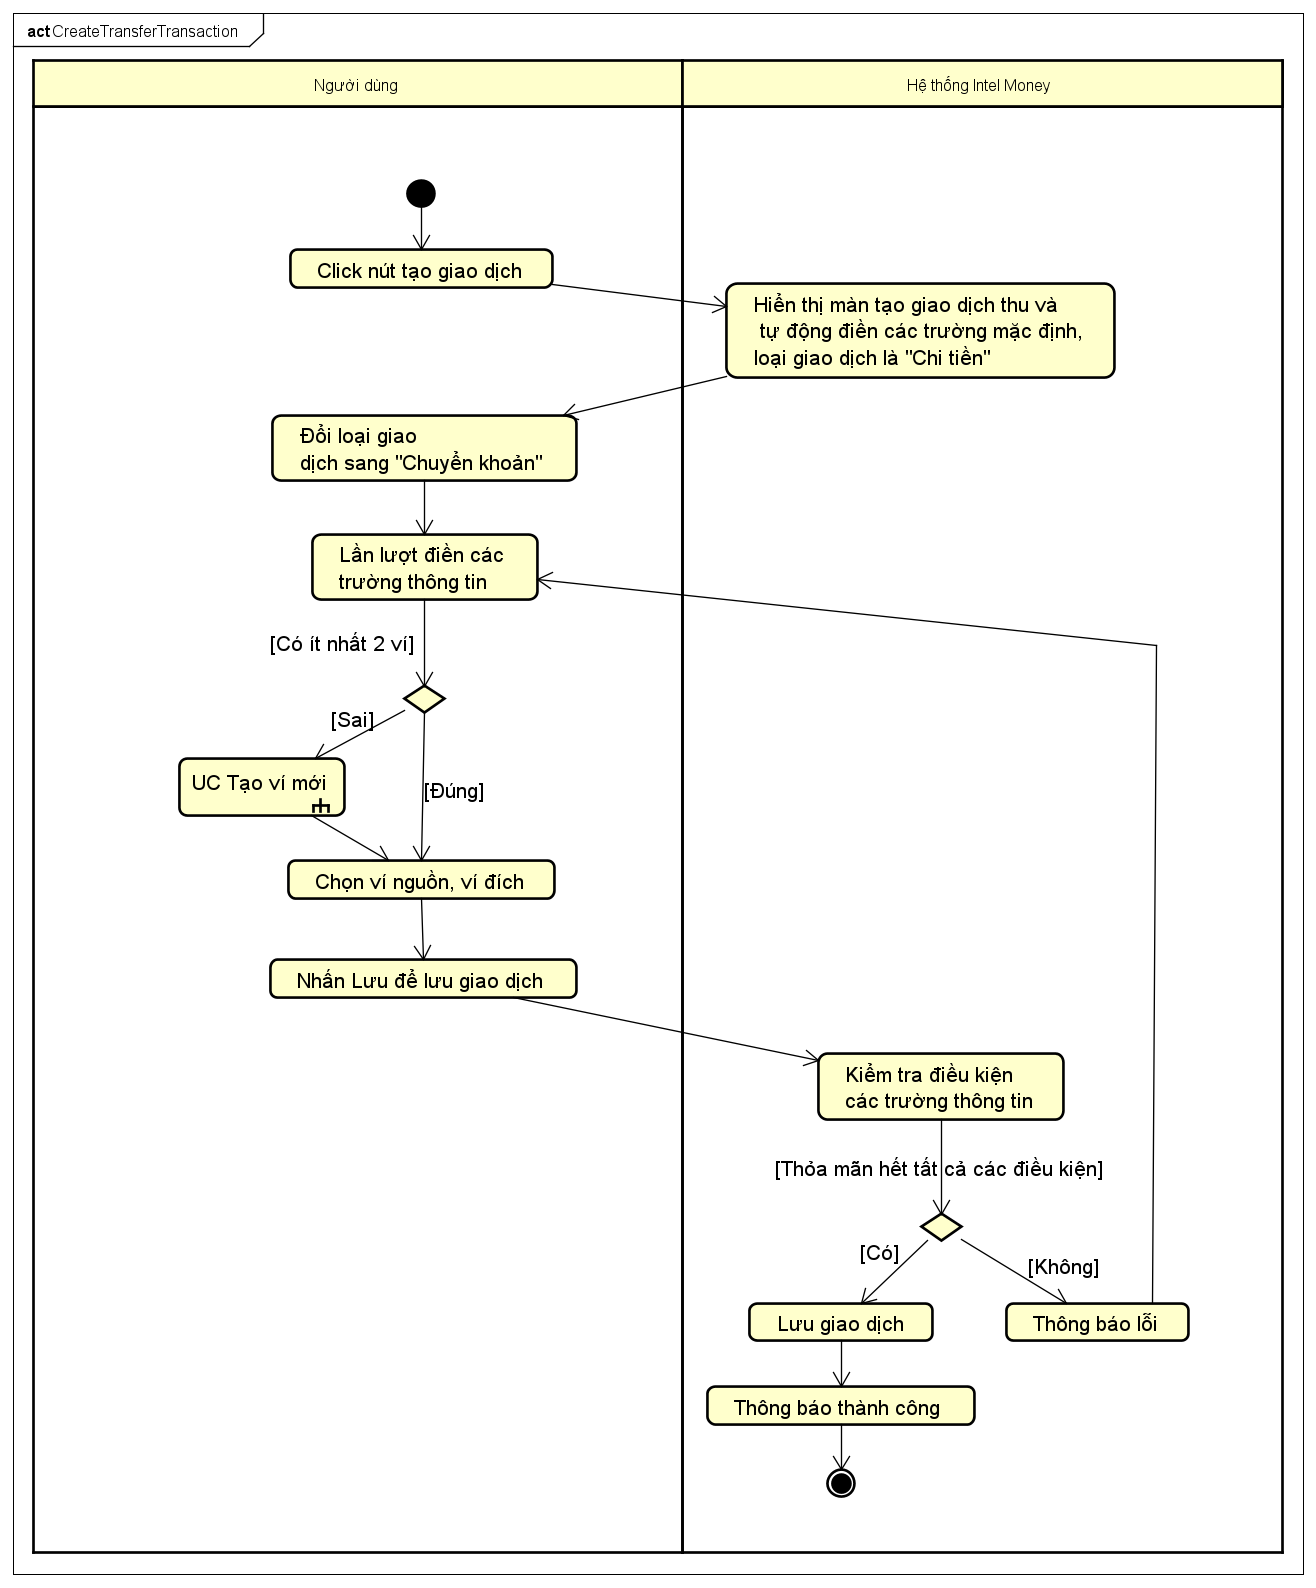 act CreateTransferTransaction
Người dùng
Hệ thống Intel Money
Click nút tạo giao dịch
Hiển thị màn tạo giao dịch thu và
tự động điền các trường mặc định,
loại giao dịch là "Chi tiền"
Đổi loại giao
dịch sang "Chuyển khoản"
Lần lượt điền các
trường thông tin
[Có ít nhất 2 ví]
[Sai]
UC Tạo ví mới
[Đúng]
Chọn ví nguồn, ví đích
Nhấn Lưu để lưu giao dịch
Kiểm tra điều kiện
các trường thông tin
[Thỏa mãn hết tất cả các điều kiện]
[Có]
[Không]
Lưu giao dịch
Thông báo lỗi
Thông báo thành công